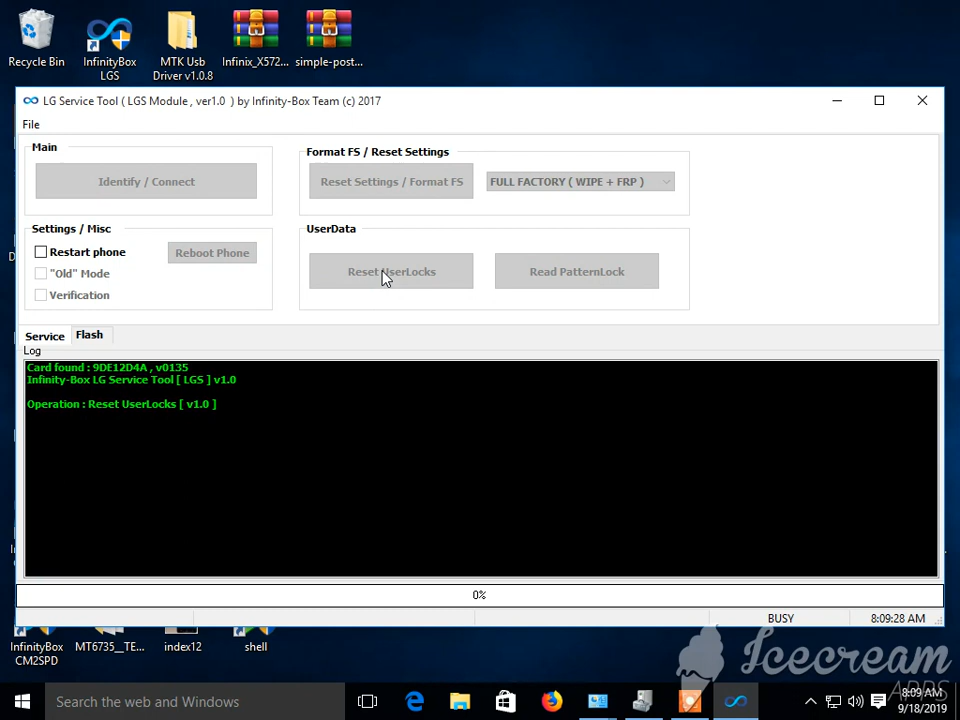 Recycle Bin
InfinityBox
LGS
MTK Usb
Driver v1.0.8
Infinix_X572...
simple-post...
LG Service Tool ( LGS Module , ver1.0 ) by Infinity-Box Team (c) 2017
File
Main
Identify / Connect
Format FS / Reset Settings
Reset Settings / Format FS
FULL FACTORY ( WIPE + FRP )
Settings / Misc
Restart phone
Reboot Phone
"Old" Mode
Verification
UserData
Reset UserLocks
Read PatternLock
Service
Flash
Log
Card found : 9DE12D4A , v0135
Infinity-Box LG Service Tool [ LGS ] v1.0
Operation : Reset UserLocks [ v1.0 ]
0%
BUSY
8:09:28 AM
InfinityBox
CM2SPD
MT6735__TE...
index12
shell
Icecream
APPS
Search the web and Windows
8:09 AM
9/18/2019